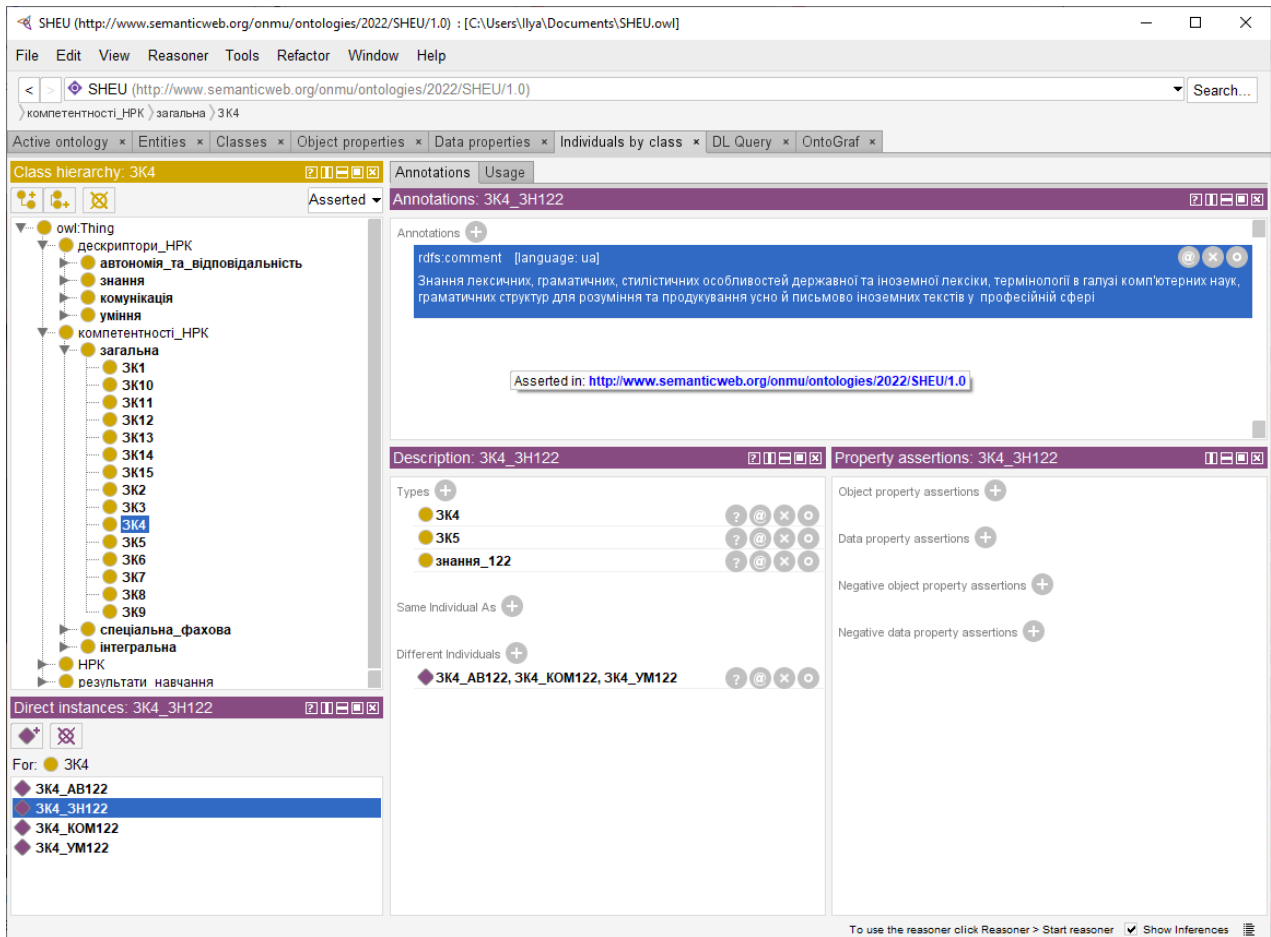 SHEU (http://www.semanticweb.org/onmu/ontologies/2022/SHEU/1.0) : [C:\Users\Ilya\Documents\SHEU.owl]
File Edit View Reasoner Tools Refactor Window Help
< > SHEU (http://www.semanticweb.org/onmu/ontologies/2022/SHEU/1.0) Search...
компетентності_НРК загальна ЗК4
Active ontology × Entities × Classes × Object properties × Data properties × Individuals by class × DL Query × OntoGraf ×
Class hierarchy: ЗК4
Asserted
owl:Thing
дескриптори_НРК
автономія_та_відповідальність
знання
комунікація
уміння
компетентності_НРК
загальна
ЗК1
ЗК10
ЗК11
ЗК12
ЗК13
ЗК14
ЗК15
ЗК2
ЗК3
ЗК4
ЗК5
ЗК6
ЗК7
ЗК8
ЗК9
спеціальна_фахова
інтегральна
НРК
результати_навчання
Direct instances: ЗК4_ЗН122
For: ЗК4
ЗК4_АВ122
ЗК4_ЗН122
ЗК4_КОМ122
ЗК4_УМ122
Annotations Usage
Annotations: ЗК4_ЗН122
Annotations
rdfs:comment [language: ua]
Знання лексичних, граматичних, стилістичних особливостей державної та іноземної лексіки, термінології в галузі комп'ютерних наук,
граматичних структур для розуміння та продукування усно й письмово іноземних текстів у професійній сфері
Asserted in: http://www.semanticweb.org/onmu/ontologies/2022/SHEU/1.0
Description: ЗК4_ЗН122
Types
ЗК4
ЗК5
знання_122
Same Individual As
Different Individuals
ЗК4_АВ122, ЗК4_КОМ122, ЗК4_УМ122
Property assertions: ЗК4_ЗН122
Object property assertions
Data property assertions
Negative object property assertions
Negative data property assertions
To use the reasoner click Reasoner > Start reasoner Show Inferences